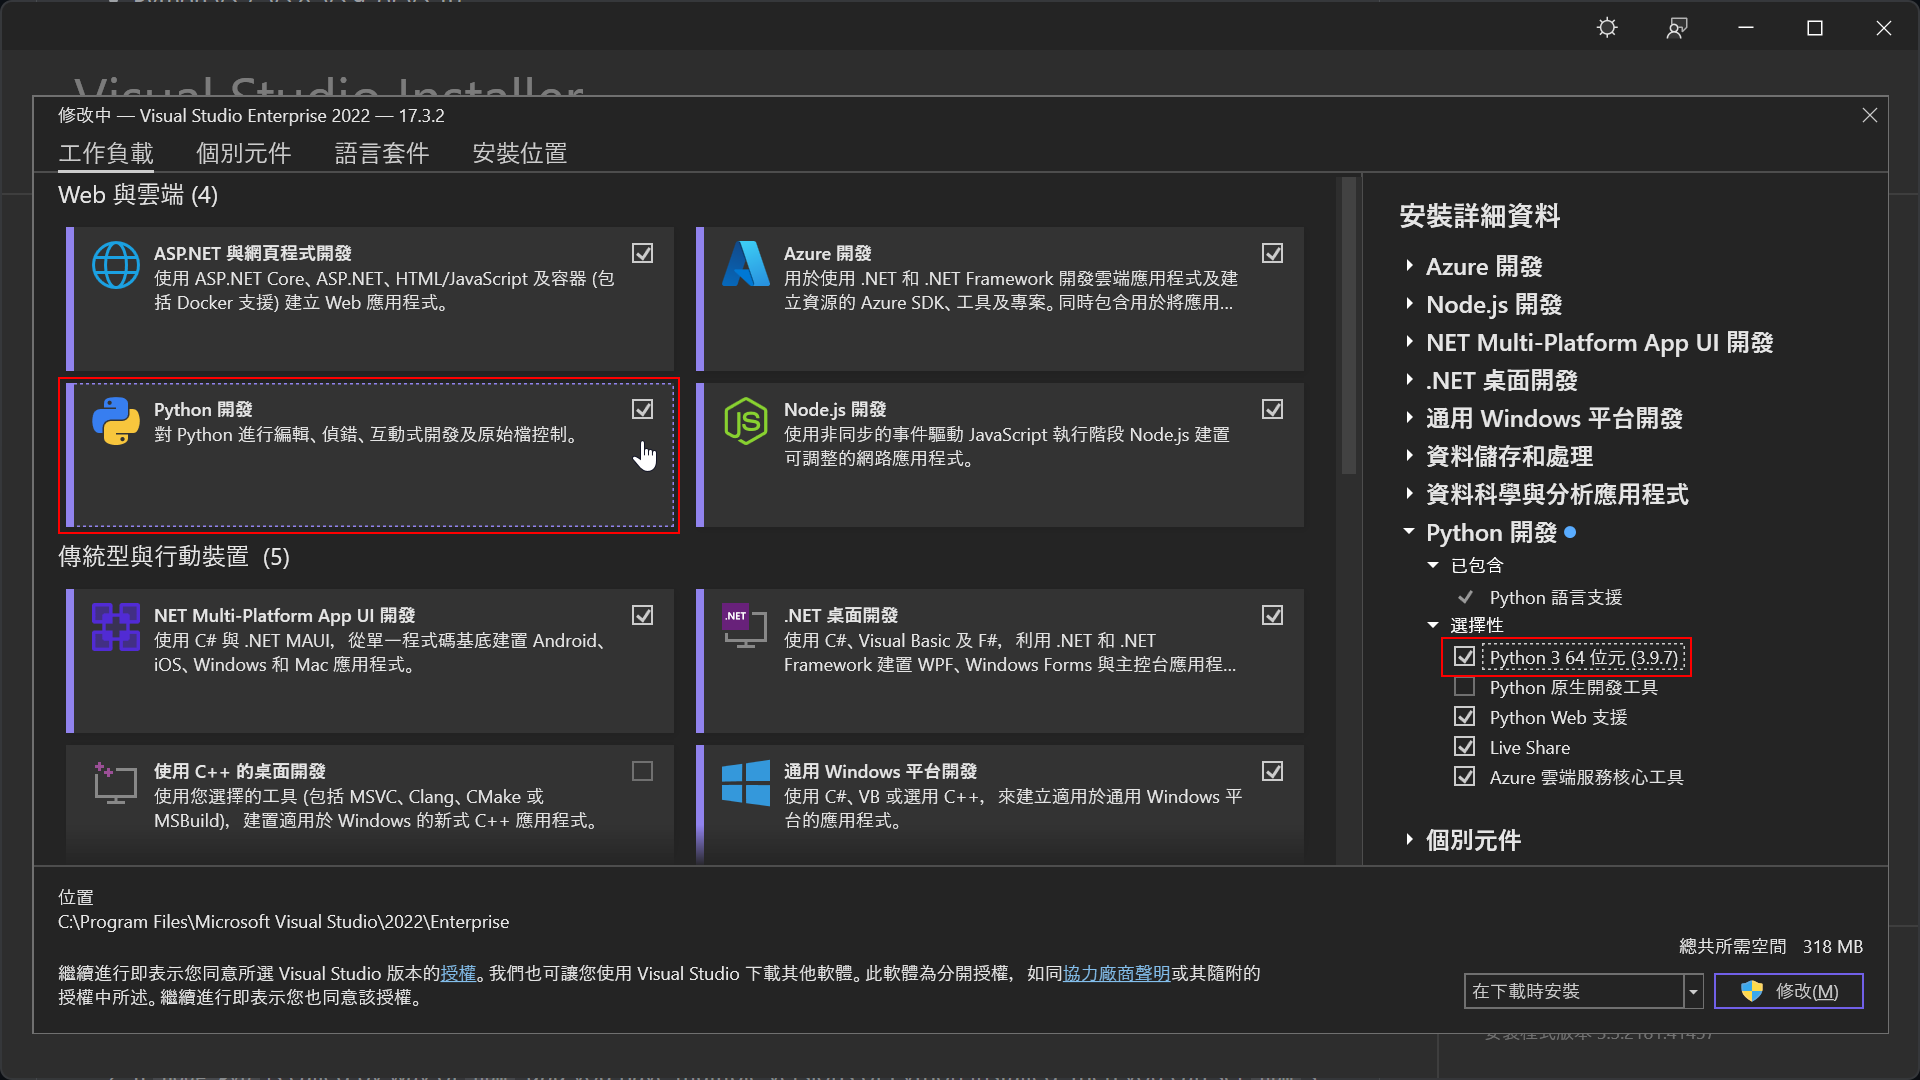 Visual Studio Installer
修改中 — Visual Studio Enterprise 2022 — 17.3.2
工作負載 個別元件 語言套件 安裝位置
Web 與雲端 (4)
ASP.NET 與網頁程式開發
使用 ASP.NET Core、ASP.NET、HTML/JavaScript 及容器 (包
括 Docker 支援) 建立 Web 應用程式。
Azure 開發
用於使用 .NET 和 .NET Framework 開發雲端應用程式及建
立資源的 Azure SDK、工具及專案。同時包含用於將應用...
Python 開發
對 Python 進行編輯、偵錯、互動式開發及原始檔控制。
Node.js 開發
使用非同步的事件驅動 JavaScript 執行階段 Node.js 建置
可調整的網路應用程式。
傳統型與行動裝置 (5)
NET Multi-Platform App UI 開發
使用 C# 與 .NET MAUI，從單一程式碼基底建置 Android、
iOS、Windows 和 Mac 應用程式。
.NET
.NET 桌面開發
使用 C#、Visual Basic 及 F#，利用 .NET 和 .NET
Framework 建置 WPF、Windows Forms 與主控台應用程...
使用 C++ 的桌面開發
使用您選擇的工具 (包括 MSVC、Clang、CMake 或
MSBuild)，建置適用於 Windows 的新式 C++ 應用程式。
通用 Windows 平台開發
使用 C#、VB 或選用 C++，來建立適用於通用 Windows 平
台的應用程式。
安裝詳細資料
Azure 開發
Node.js 開發
NET Multi-Platform App UI 開發
.NET 桌面開發
通用 Windows 平台開發
資料儲存和處理
資料科學與分析應用程式
Python 開發
已包含
Python 語言支援
選擇性
Python 3 64 位元 (3.9.7)
Python 原生開發工具
Python Web 支援
Live Share
Azure 雲端服務核心工具
個別元件
位置
C:\Program Files\Microsoft Visual Studio\2022\Enterprise
總共所需空間 318 MB
繼續進行即表示您同意所選 Visual Studio 版本的授權。我們也可讓您使用 Visual Studio 下載其他軟體。此軟體為分開授權，如同協力廠商聲明或其隨附的
授權中所述。繼續進行即表示您也同意該授權。
在下載時安裝
修改(M)